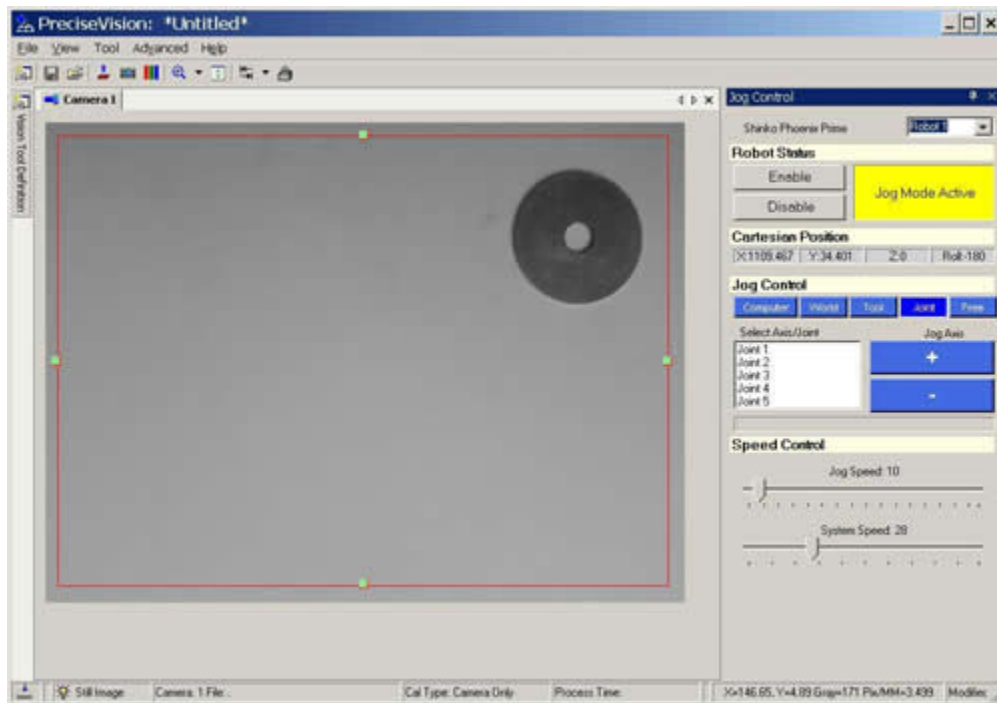 PreciseVision: *Untitled*
File View Tool Advanced Help
Camera 1
Vision Tool Definition
Jog Control
Shinko Phoenix Prime Robot 1
Robot Status
Enable
Disable
Jog Mode Active
Cartesian Position
X:1109.467 Y:34.401 Z:0 Roll:-180
Jog Control
Computer World Tool Joint Free
Select Axis/Joint Jog Axis
Joint 1
Joint 2
Joint 3
Joint 4
Joint 5
+
-
Speed Control
Jog Speed: 10
System Speed: 28
Still Image Camera: 1 File:.. Cal Type: Camera Only Process Time: X=146.65, Y=4.89 Gray=171 Pix/MM=3.499 Modified